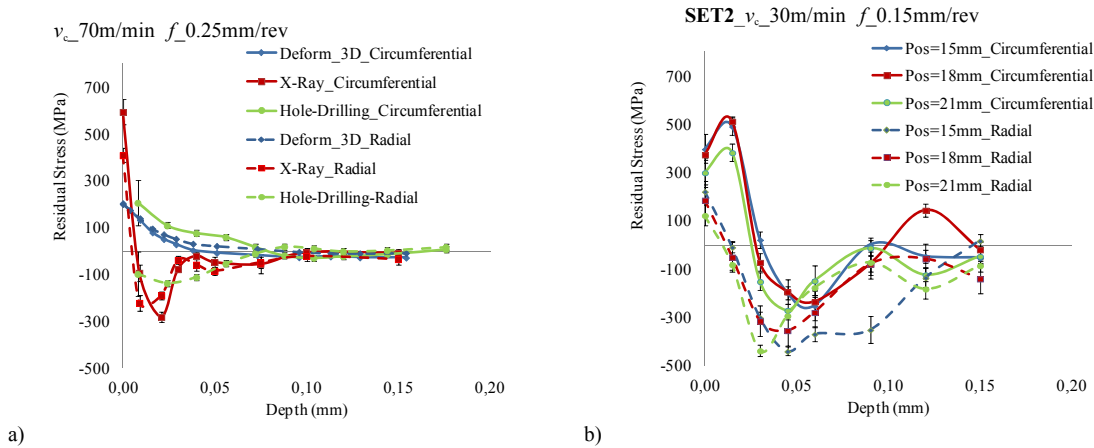 v_c_70m/min f_0.25mm/rev
Deform_3D_Circumferential
X-Ray_Circumferential
Hole-Drilling_Circumferential
Deform_3D_Radial
X-Ray_Radial
Hole-Drilling-Radial
Residual Stress (MPa)
700
500
300
100
-100
-300
-500
0,00
0,05
0,10
0,15
0,20
Depth (mm)
a)
SET2_v_c_30m/min f_0.15mm/rev
Pos=15mm_Circumferential
Pos=18mm_Circumferential
Pos=21mm_Circumferential
Pos=15mm_Radial
Pos=18mm_Radial
Pos=21mm_Radial
Residual Stress (MPa)
700
500
300
100
-100
-300
-500
0,00
0,05
0,10
0,15
0,20
Depth (mm)
b)